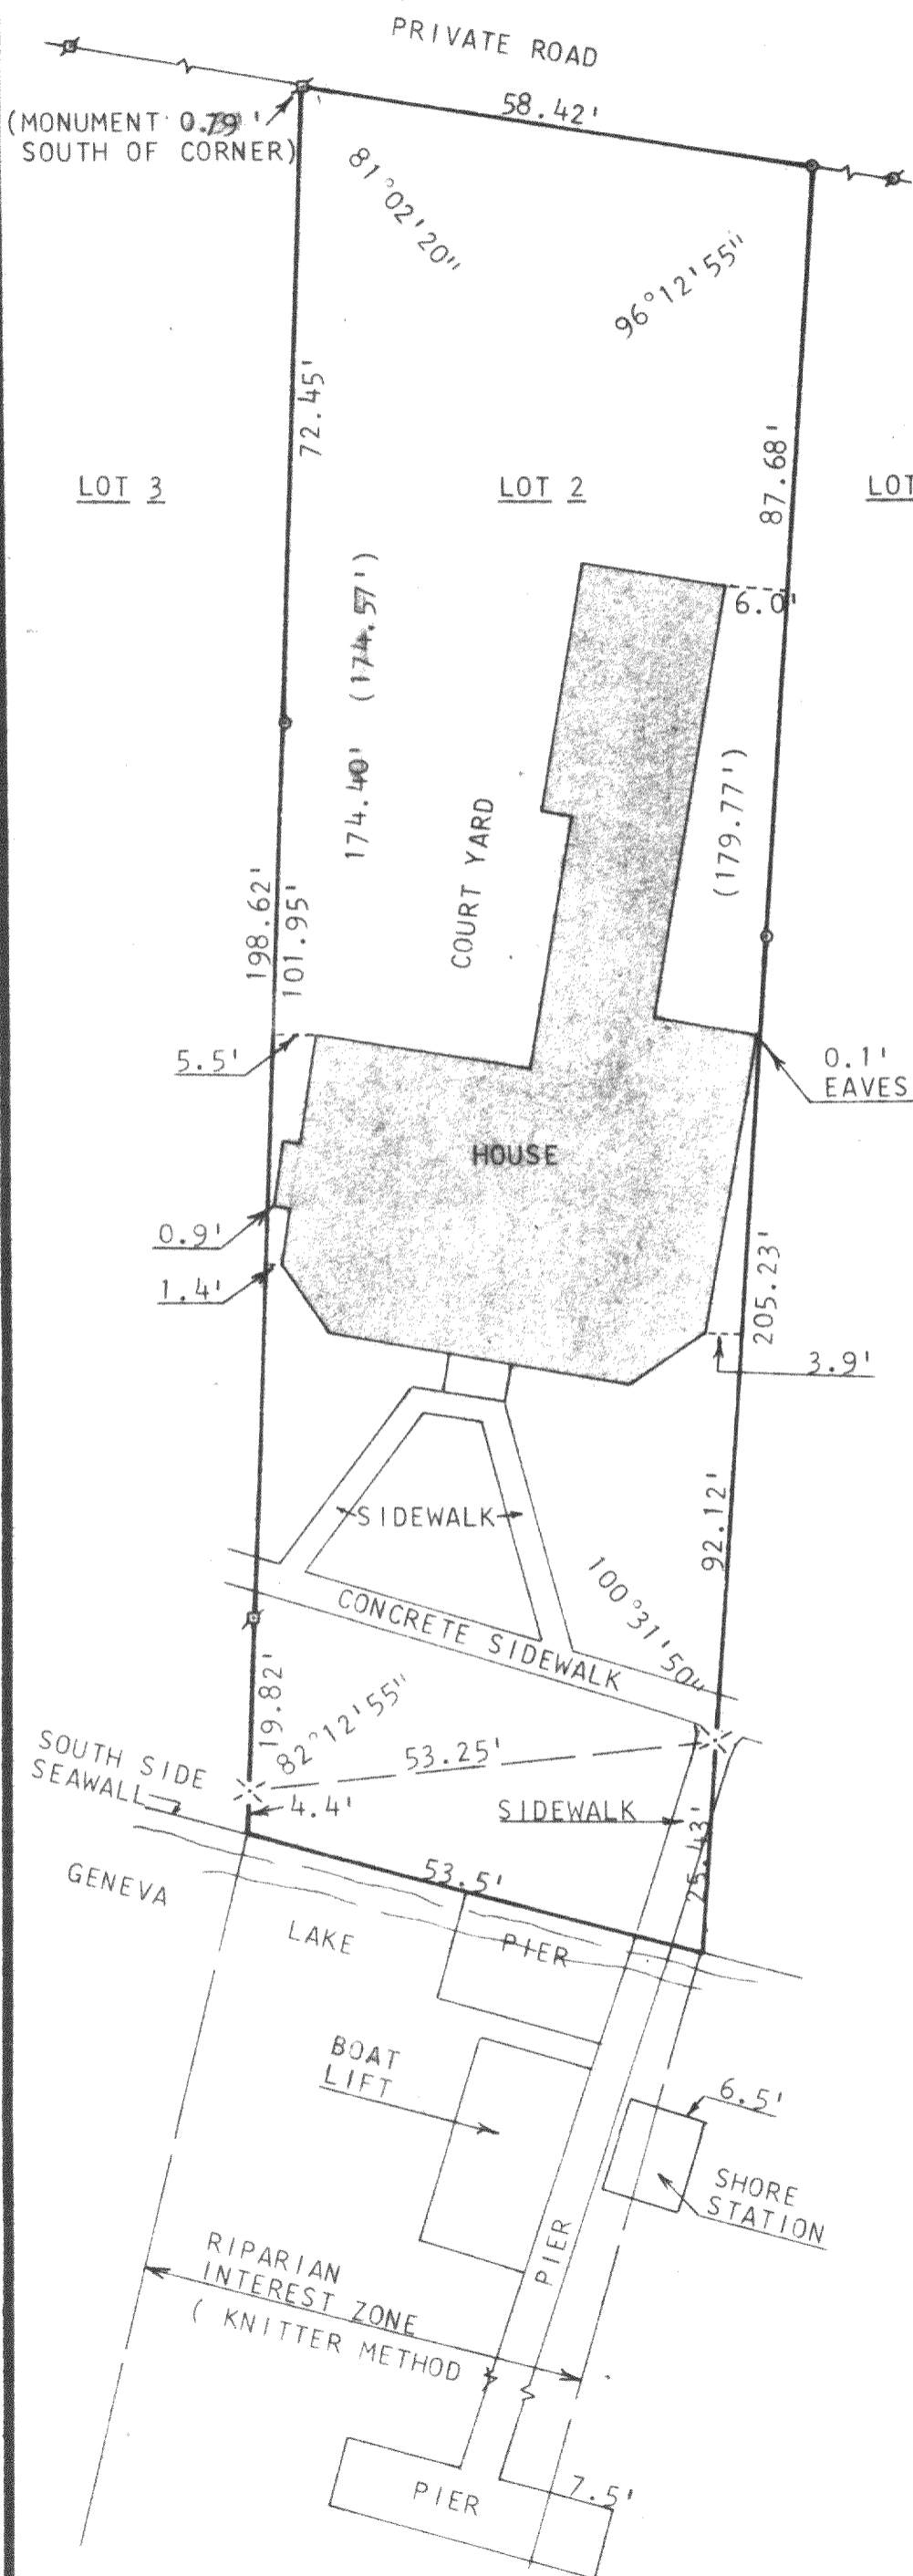 PRIVATE ROAD
58.42'
(MONUMENT 0.79'
SOUTH OF CORNER)
81°02'20"
96°12'55"
72.45'
87.68'
LOT 3
LOT 2
LOT
6.0'
174.40' (174.57')
(179.77')
COURT YARD
198.62'
101.95'
5.5'
0.1'
EAVES
HOUSE
0.9'
1.4'
205.23'
3.9'
92.12'
SIDEWALK
100°31'50"
CONCRETE SIDEWALK
19.82'
82°12'55"
SOUTH SIDE
SEAWALL
53.25'
4.4'
SIDEWALK
25.43'
53.5'
GENEVA
LAKE
PIER
BOAT
LIFT
6.5'
SHORE
STATION
PIER
RIPARIAN
INTEREST ZONE
( KNITTER METHOD
7.5'
PIER